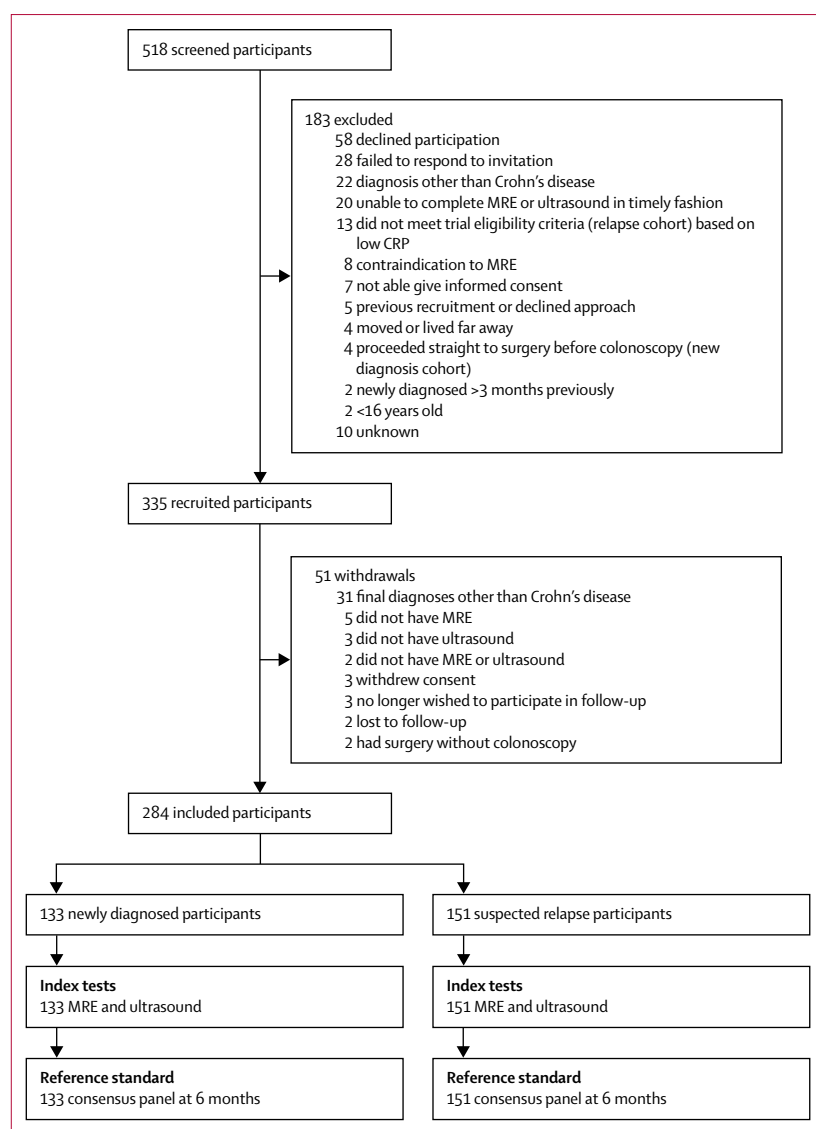 518 screened participants
183 excluded
58 declined participation
28 failed to respond to invitation
22 diagnosis other than Crohn's disease
20 unable to complete MRE or ultrasound in timely fashion
13 did not meet trial eligibility criteria (relapse cohort) based on
low CRP
8 contraindication to MRE
7 not able give informed consent
5 previous recruitment or declined approach
4 moved or lived far away
4 proceeded straight to surgery before colonoscopy (new
diagnosis cohort)
2 newly diagnosed >3 months previously
2 <16 years old
10 unknown
335 recruited participants
51 withdrawals
31 final diagnoses other than Crohn's disease
5 did not have MRE
3 did not have ultrasound
2 did not have MRE or ultrasound
3 withdrew consent
3 no longer wished to participate in follow-up
2 lost to follow-up
2 had surgery without colonoscopy
284 included participants
133 newly diagnosed participants
151 suspected relapse participants
Index tests
133 MRE and ultrasound
Index tests
151 MRE and ultrasound
Reference standard
133 consensus panel at 6 months
Reference standard
151 consensus panel at 6 months